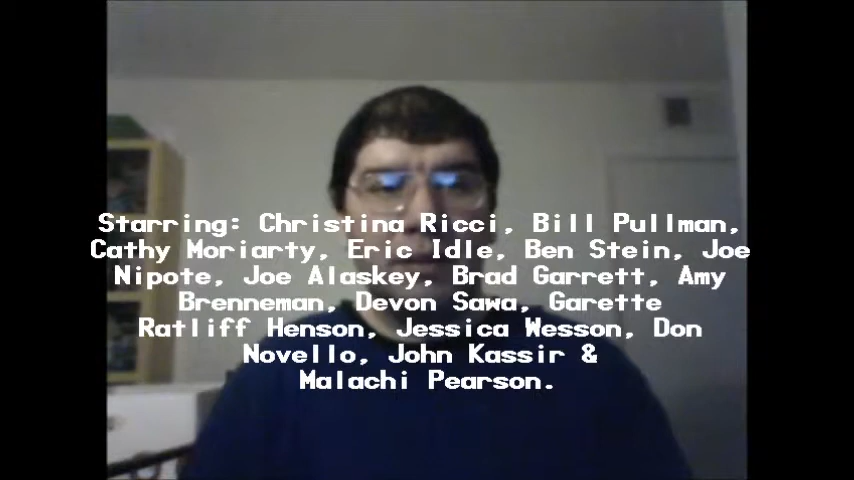 Starring: Christina Ricci, Bill Pullman,
Cathy Moriarty, Eric Idle, Ben Stein, Joe
Nipote, Joe Alaskey, Brad Garrett, Amy
Brenneman, Devon Sawa, Garette
Ratliff Henson, Jessica Wesson, Don
Novello, John Kassir &
Malachi Pearson.